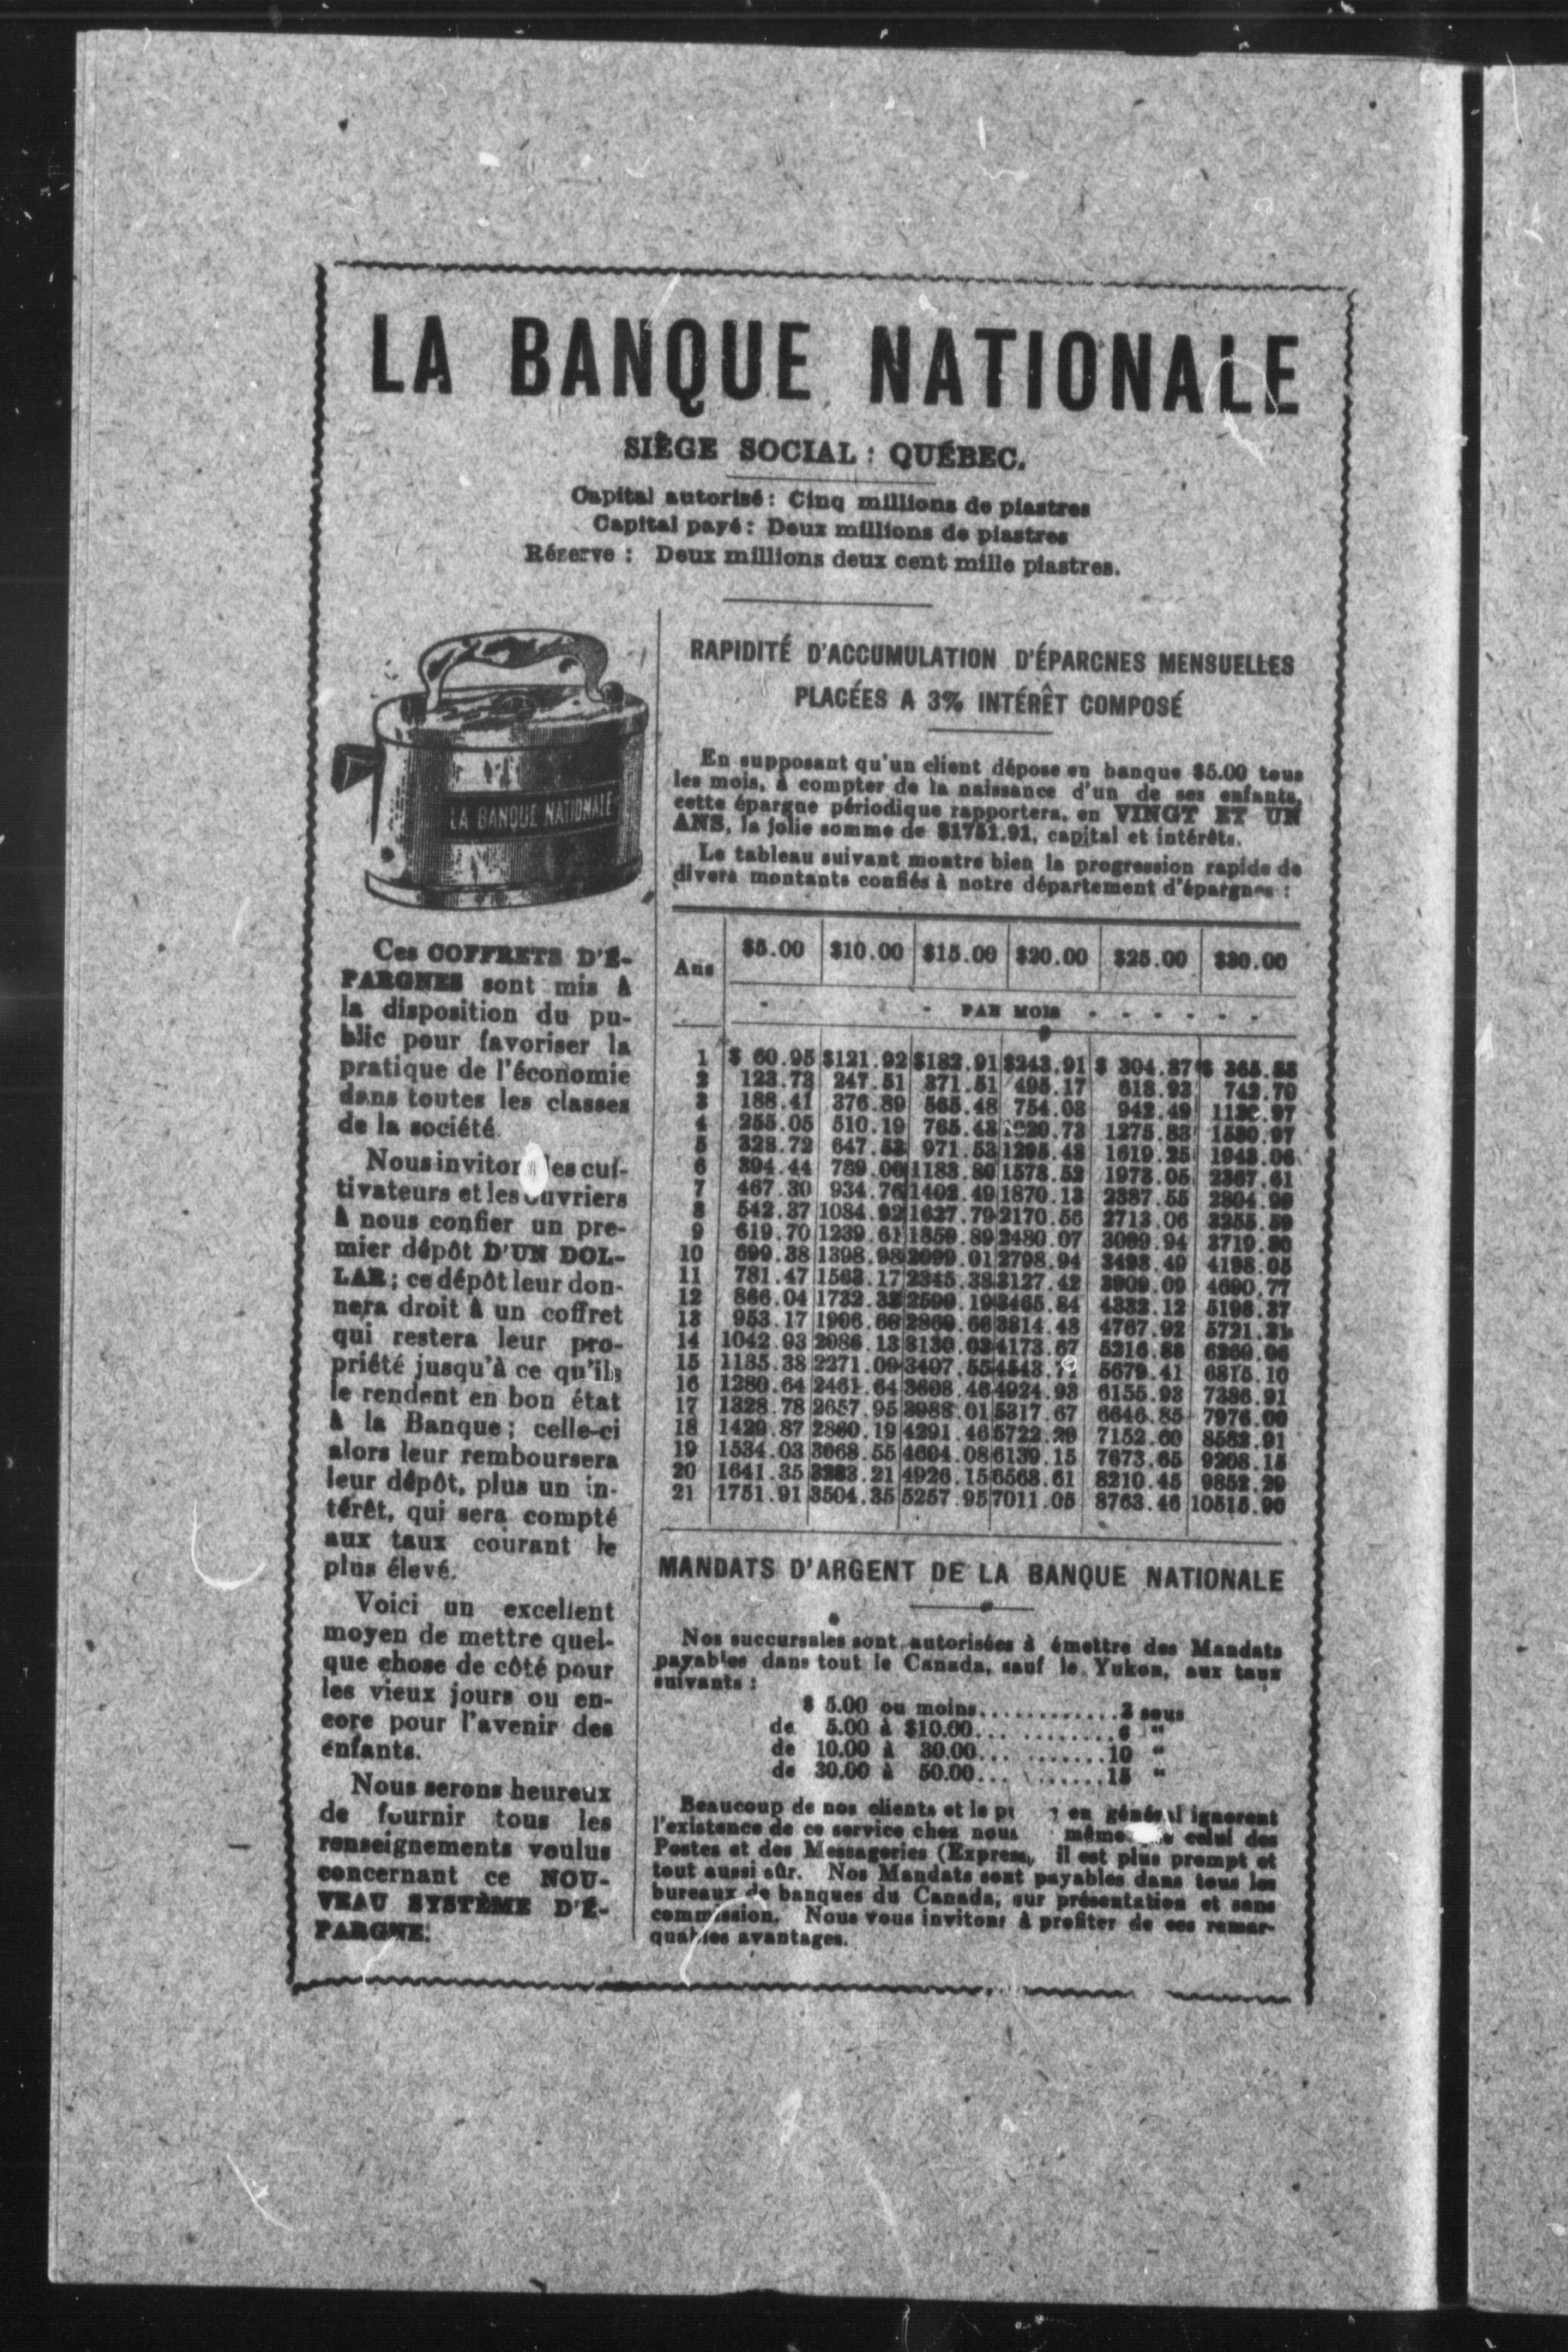 LA BANQUE NATIONALE
SIÈGE SOCIAL : QUÉBEC.
Capital autorisé : Cinq millions de piastres
Capital payé : Deux millions de piastres
Réserve : Deux millions deux cent mille piastres.
LA BANQUE NATIONALE
Ces COFFRETS D'É-
PARGNES sont mis à
la disposition du pu-
blic pour favoriser la
pratique de l'économie
dans toutes les classes
de la société.
Nous invitons les cul-
tivateurs et les ouvriers
à nous confier un pre-
mier dépôt D'UN DOL-
LAR ; ce dépôt leur don-
nera droit à un coffret
qui restera leur pro-
priété jusqu'à ce qu'ils
le rendent en bon état
à la Banque ; celle-ci
alors leur remboursera
leur dépôt, plus un in-
térêt, qui sera compté
aux taux courant le
plus élevé.
Voici un excellent
moyen de mettre quel-
que chose de côté pour
les vieux jours ou en-
core pour l'avenir des
enfants.
Nous serons heureux
de fournir tous les
renseignements voulus
concernant ce NOU-
VEAU SYSTÈME D'É-
PARGNE.
RAPIDITÉ D'ACCUMULATION D'ÉPARGNES MENSUELLES
PLACÉES A 3% INTÉRÊT COMPOSÉ
En supposant qu'un client dépose en banque $5.00 tous
les mois, à compter de la naissance d'un de ses enfants,
cette épargne périodique rapportera, en VINGT ET UN
ANS, la jolie somme de $1751.91, capital et intérêts.
Le tableau suivant montre bien la progression rapide de
divers montants confiés à notre département d'épargnes :
Ans $5.00 $10.00 $15.00 $20.00 $25.00 $30.00
PAR MOIS
1 $ 60.95 $121.92 $182.91 $243.91 $ 304.87 $ 365.85
2 123.73 247.51 371.51 495.17 618.93 742.70
3 188.41 376.89 565.48 754.03 942.49
4 255.05 510.19 765.48 1275.83 1530.97
5 328.72 971.53 1295.43 1619.25 1943.06
6 394.44 789.00 1183.80 1578.52 1973.05 2367.61
7 467.30 934.76 1402.49 1870.13 2337.55 2804.99
8 542.37 1084.92 1627.79 2170.56 2713.06 3255.59
9 619.70 1239.61 1859.89 2480.07 3099.94 3719.80
10 699.38 1398.98 2099.01 2798.94 3498.49 4198.05
11 781.47 1563.17 2345.38 3127.42 3909.09 4690.77
12 866.04 1732.38 2599.19 3465.84 4332.12 5198.37
13 953.17 1906.66 2860.66 3814.48 4767.92 5721.31
14 1042.93 2086.13 3130.03 4173.67 5216.88 6260.06
15 1135.38 2271.09 3407.55 5679.41 6815.10
16 1280.64 2461.64 3608.46 4924.93 6155.93 7386.91
17 1328.78 2657.95 3988.01 5317.67 6646.85 7976.00
18 1429.87 2860.19 4291.46 5722.29 7152.60 8582.91
19 1534.03 3068.55 4604.08 6139.15 7673.65 9208.15
20 1641.35 3283.21 4926.15 6568.61 8210.45 9852.29
21 1751.91 3504.35 5257.95 7011.05 8763.46 10515.90
MANDATS D'ARGENT DE LA BANQUE NATIONALE
Nos succursales sont autorisées à émettre des Mandats
payables dans tout le Canada, sauf le Yukon, aux taux
suivants :
$ 5.00 ou moins............3 sous
de 5.00 à $10.00............6 "
de 10.00 à 30.00............10 "
de 30.00 à 50.00............15 "
Beaucoup de nos clients et le en général ignorent
l'existence de ce service chez nous même celui des
Postes et des Messageries (Express, il est plus prompt et
tout aussi sûr. Nos Mandats sont payables dans tous les
bureaux de banques du Canada, sur présentation et sans
commission. Nous vous invitons à profiter de ces remar-
quables avantages.